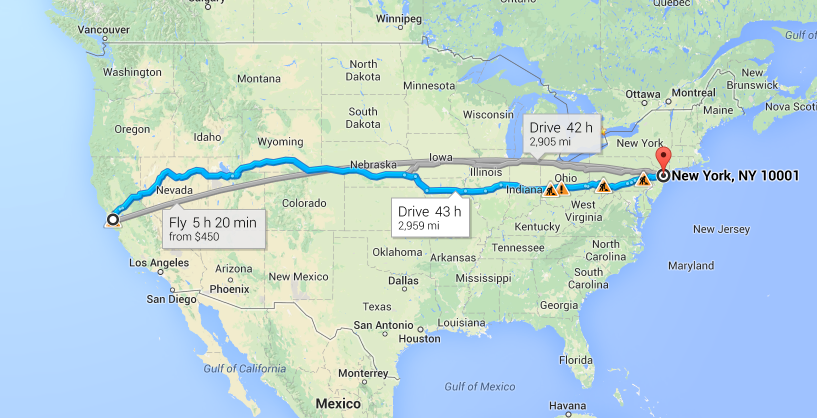 Calgary
Québec
Ontario
Winnipeg
Vancouver
Gulf of
Washington
North
Dakota
Montana
Minnesota
Ottawa
Montreal
New
Brunswick
Maine
Nova Scoti
South
Dakota
Wisconsin
Oregon
Idaho
Wyoming
Drive 42 h
2,905 mi
New York
Nebraska
Iowa
Illinois
Indiana
Ohio
New York, NY 10001
Nevada
Colorado
Drive 43 h
2,959 mi
West
Virginia
Kentucky
Fly 5 h 20 min
from $450
New Jersey
Oklahoma
Tennessee
Arkansas
North
Carolina
Maryland
Los Angeles
Arizona
Phoenix
New Mexico
Dallas
Mississippi
South
Carolina
San Diego
Texas
Georgia
San Antonio
Louisiana
Houston
Florida
Gulf of California
Monterrey
Gulf of Mexico
Mexico
Havana